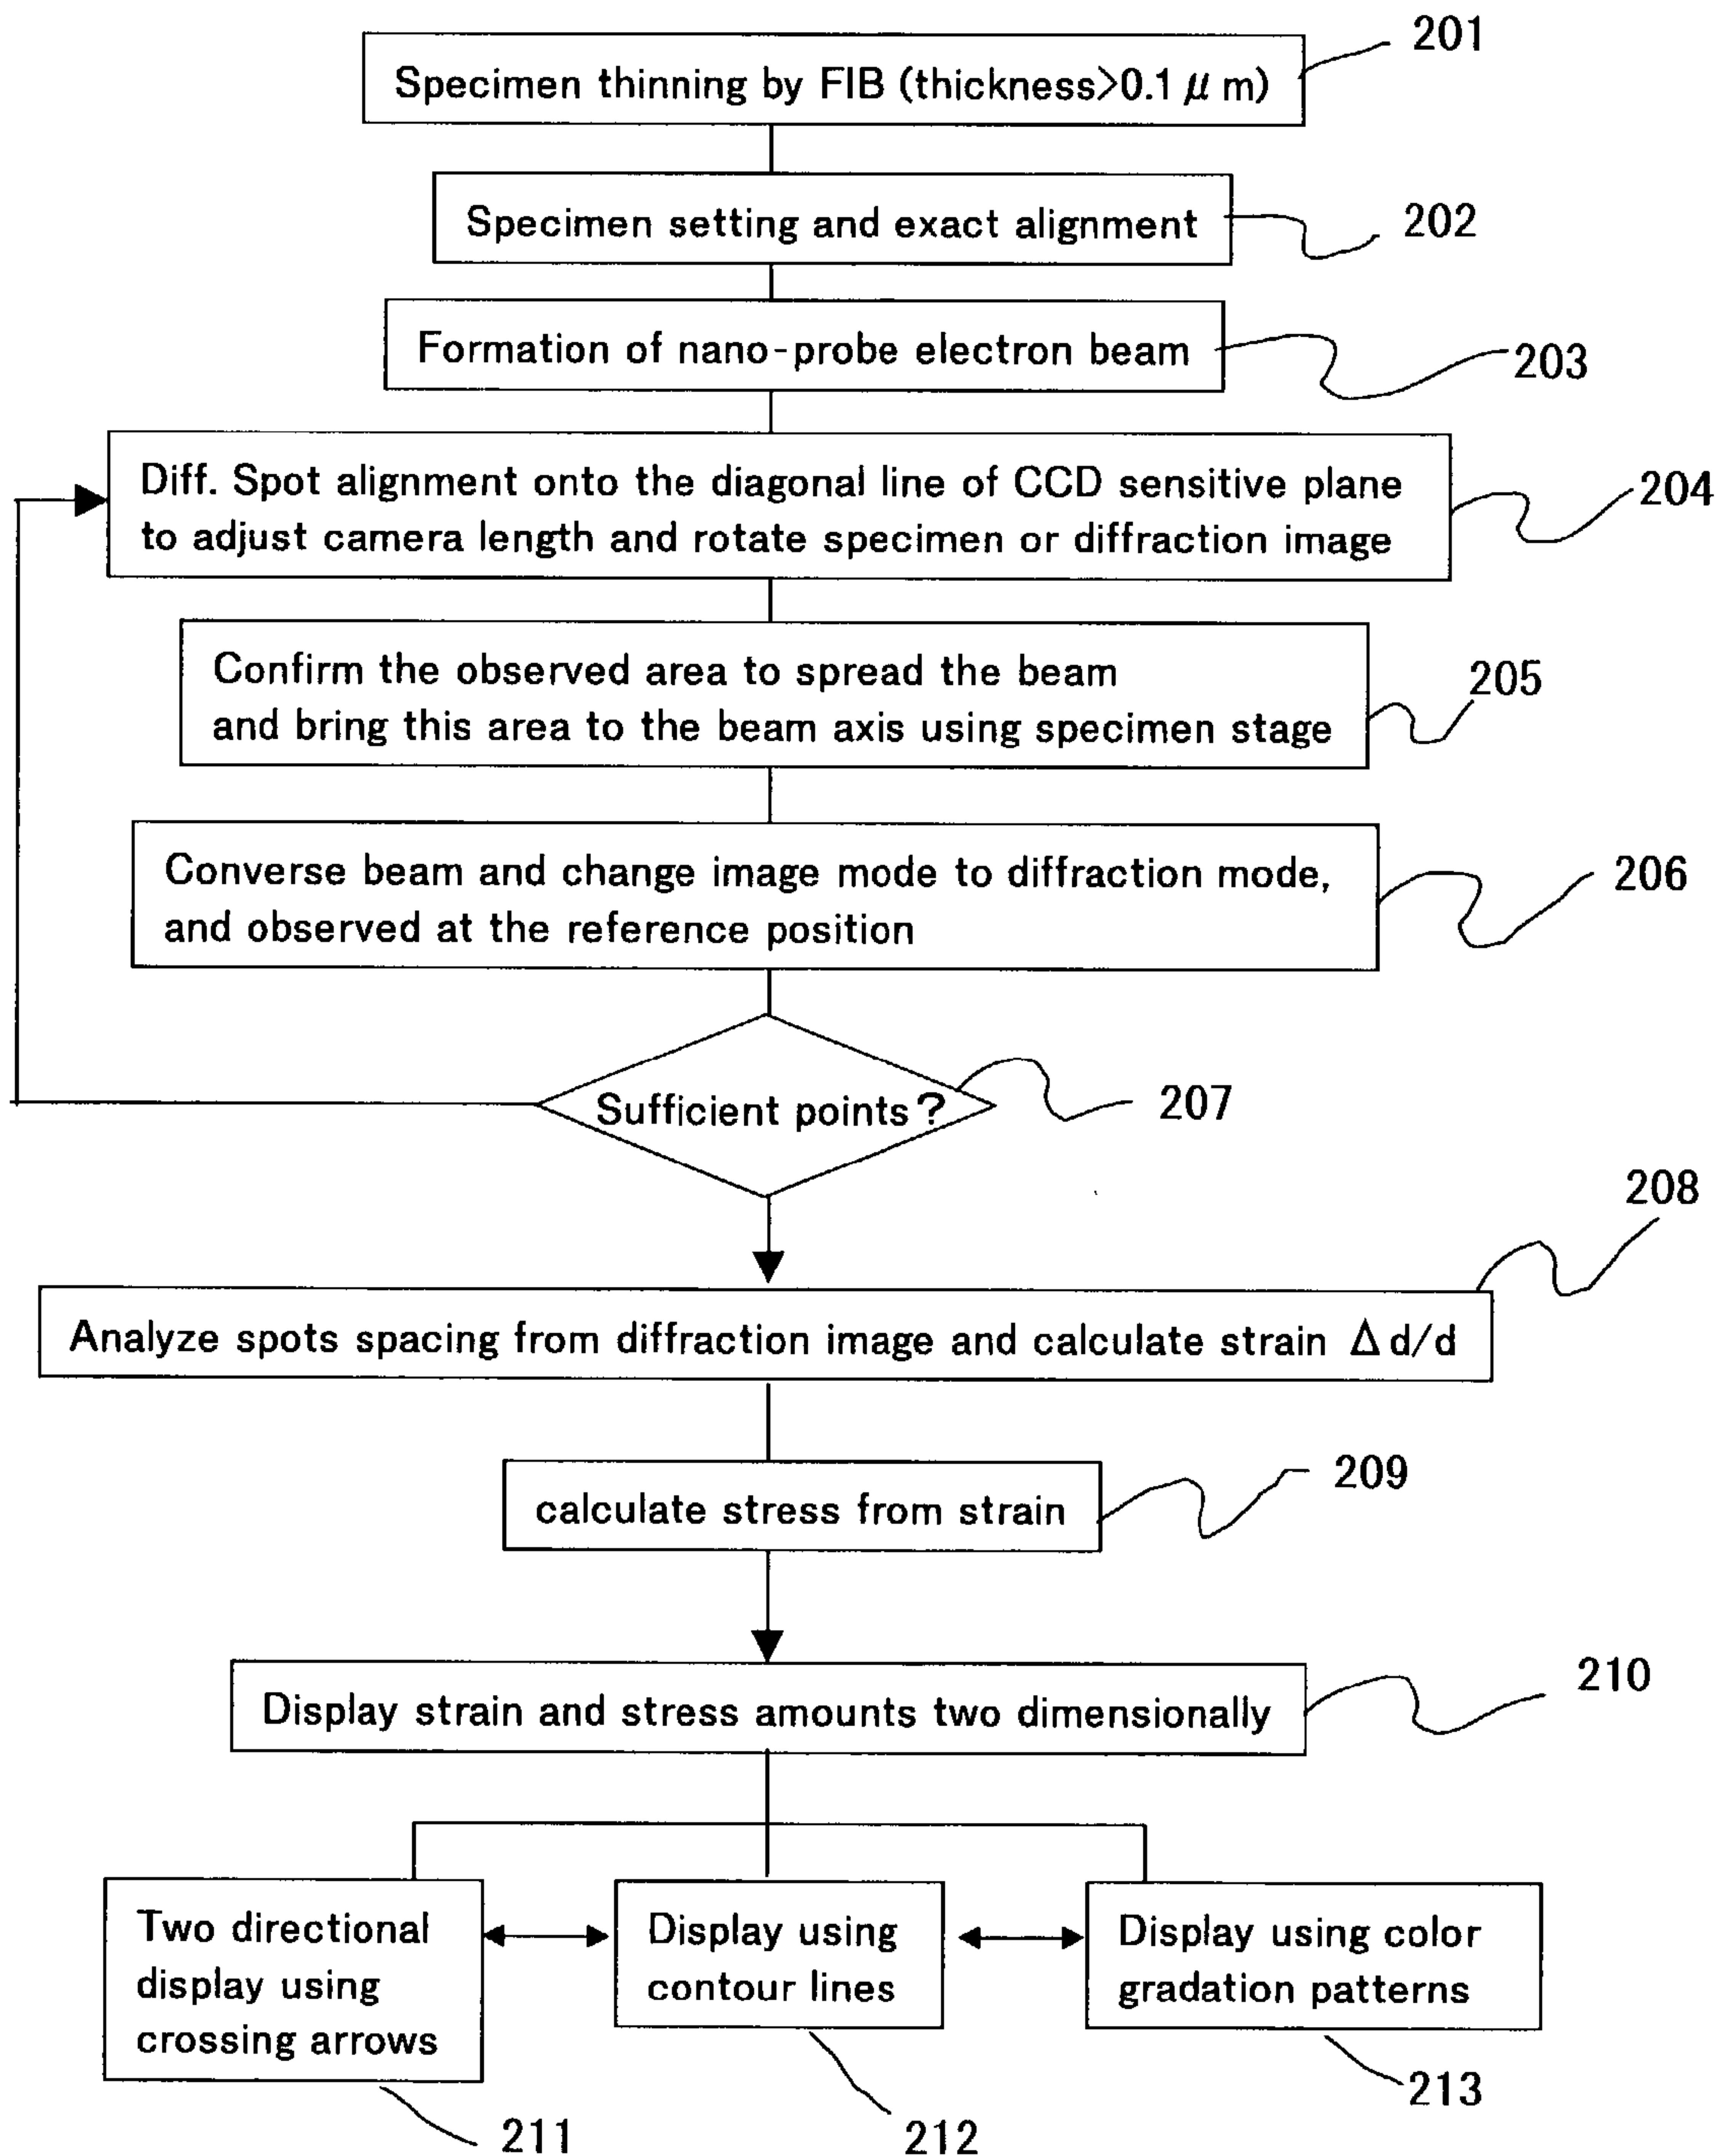 201
Specimen thinning by FIB (thickness>0.1 μ m)
Specimen setting and exact alignment
202
Formation of nano-probe electron beam
203
Diff. Spot alignment onto the diagonal line of CCD sensitive plane
to adjust camera length and rotate specimen or diffraction image
204
Confirm the observed area to spread the beam
and bring this area to the beam axis using specimen stage
205
Converse beam and change image mode to diffraction mode,
and observed at the reference position
206
Sufficient points?
207
208
Analyze spots spacing from diffraction image and calculate strain Δ d/d
calculate stress from strain
209
Display strain and stress amounts two dimensionally
210
Two directional
display using
crossing arrows
211
Display using
contour lines
212
Display using color
gradation patterns
213